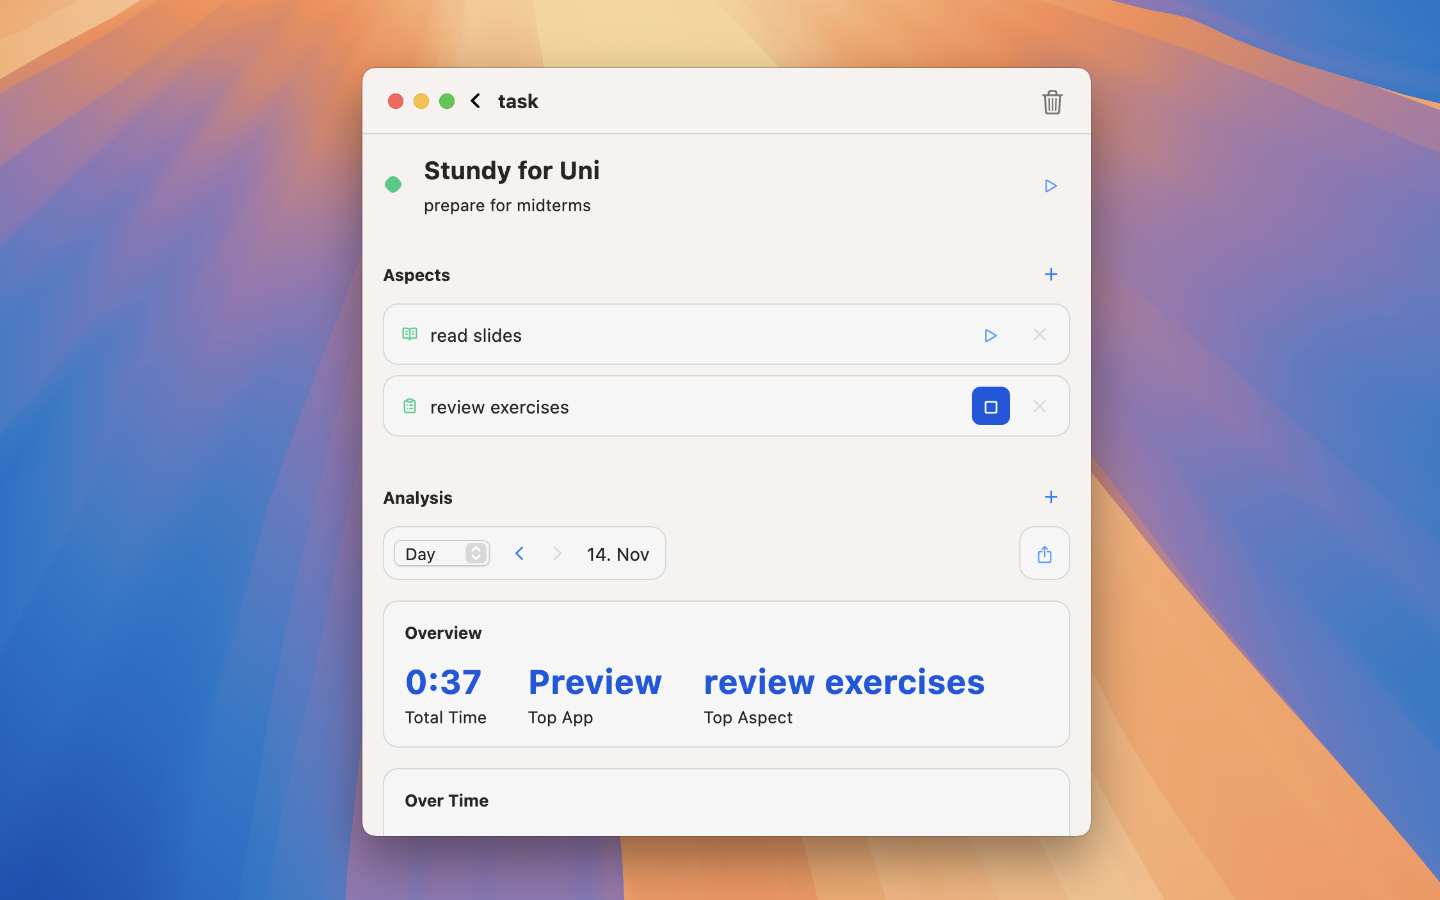 task
Stundy for Uni
prepare for midterms
Aspects
read slides
review exercises
Analysis
Day
14. Nov
Overview
0:37 Preview review exercises
Total Time Top App Top Aspect
Over Time